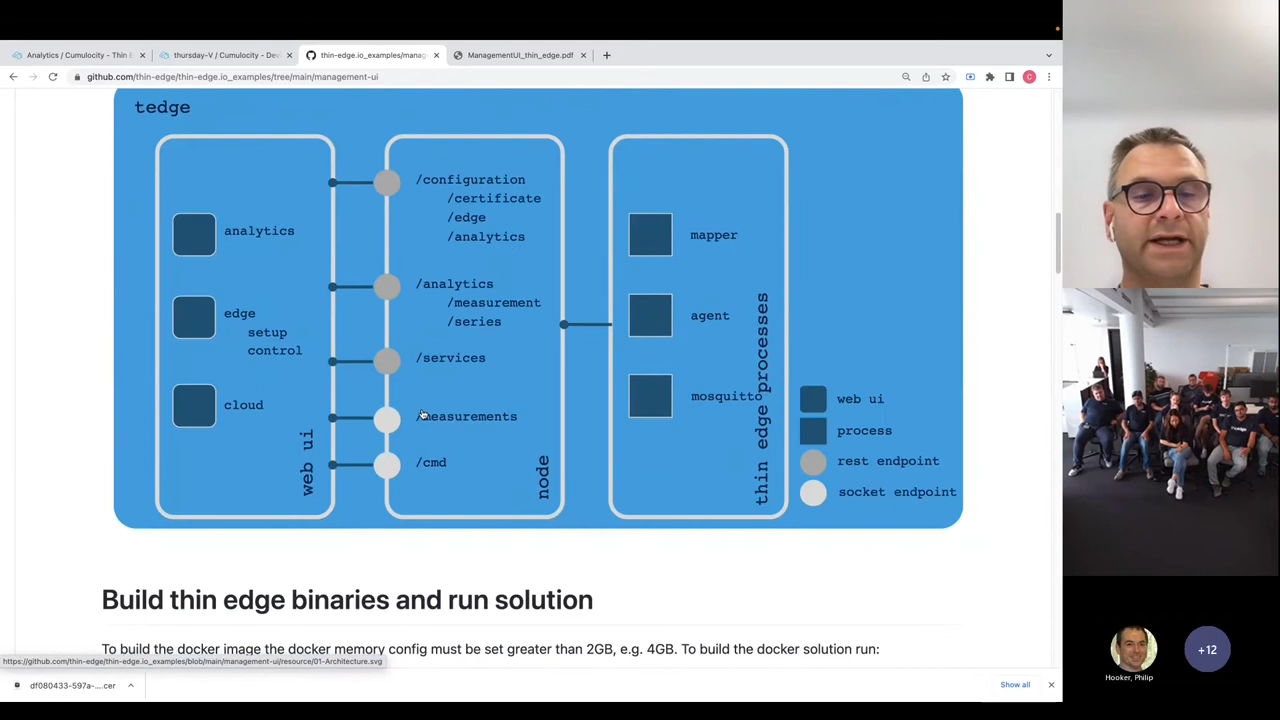 Analytics / Cumulocity - Thin E
thursday-V / Cumulocity - Dev
thin-edge.io_examples/manag
ManagementUI_thin_edge.pdf
github.com/thin-edge/thin-edge.io_examples/tree/main/management-ui
C
tedge
analytics
edge
setup
control
cloud
web ui
/configuration
/certificate
/edge
/analytics
/analytics
/measurement
/series
/services
/measurements
/cmd
node
mapper
agent
mosquitto
thin edge processes
web ui
process
rest endpoint
socket endpoint
Build thin edge binaries and run solution
To build the docker image the docker memory config must be set greater than 2GB, e.g. 4GB. To build the docker solution run:
https://github.com/thin-edge/thin-edge.io_examples/blob/main/management-ui/resource/01-Architecture.svg
df080433-597a-....cer
Show all
Hooker, Philip
+12